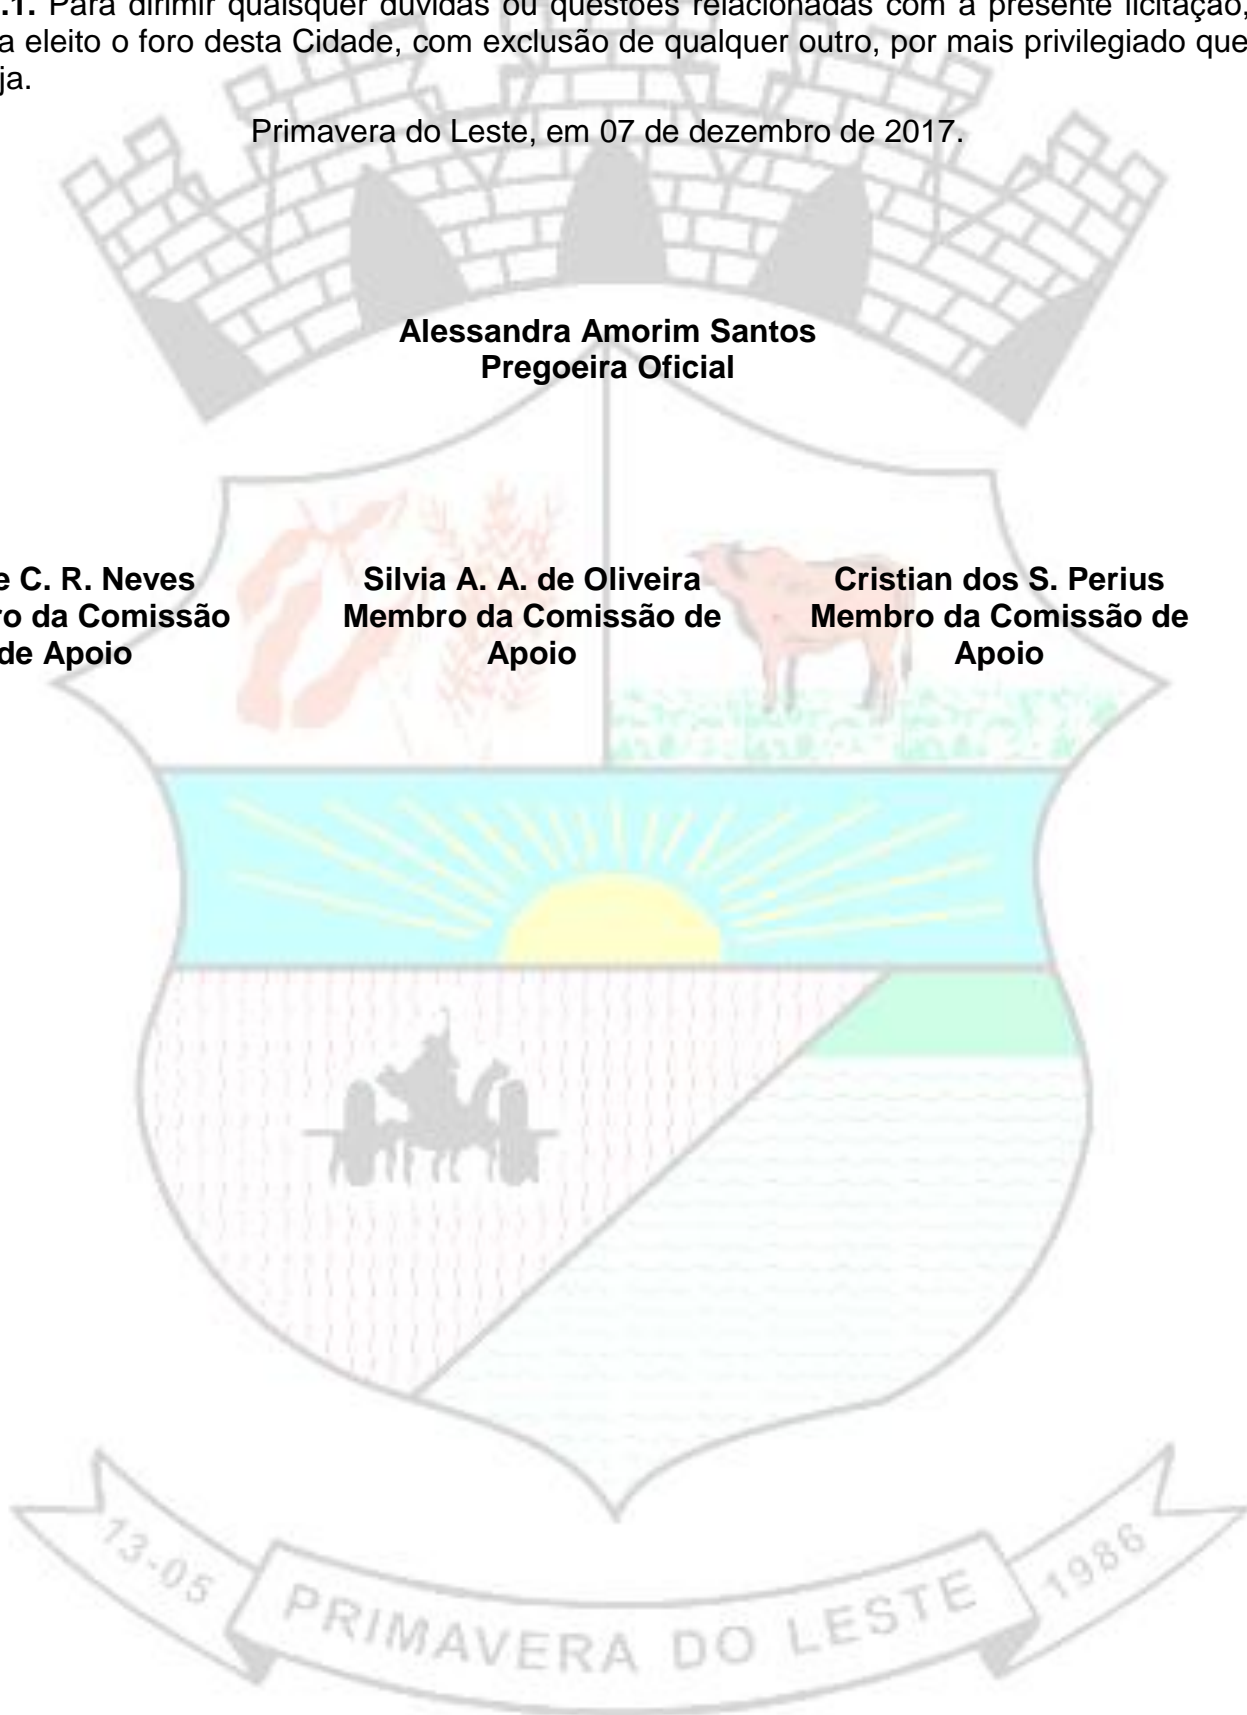 .1. Para dirimir quaisquer dúvidas ou questões relacionadas com a presente licitação,
a eleito o foro desta Cidade, com exclusão de qualquer outro, por mais privilegiado que
ja.
Primavera do Leste, em 07 de dezembro de 2017.
Alessandra Amorim Santos
Pregoeira Oficial
e C. R. Neves
ro da Comissão
de Apoio
Silvia A. A. de Oliveira
Membro da Comissão de
Apoio
Cristian dos S. Perius
Membro da Comissão de
Apoio
13-05
PRIMAVERA DO LESTE
1986